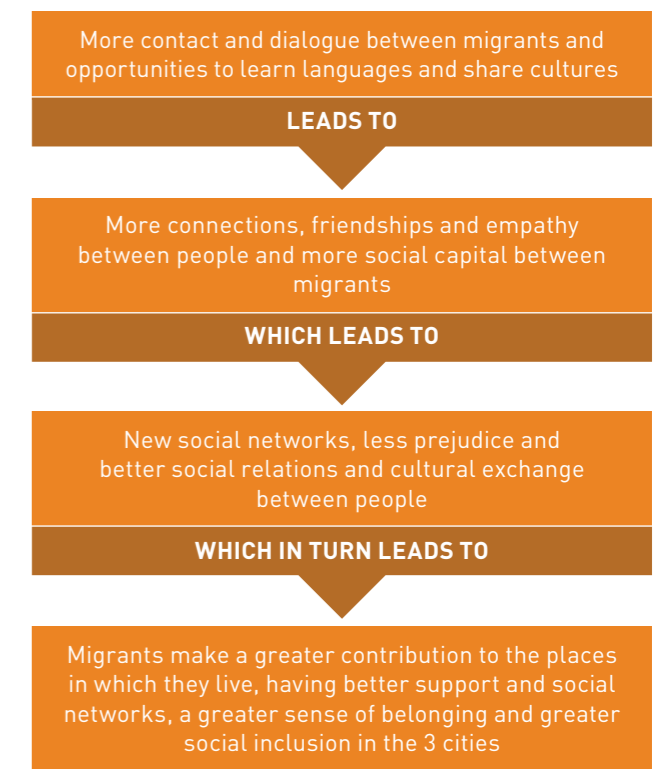 More contact and dialogue between migrants and
opportunities to learn languages and share cultures
LEADS TO
More connections, friendships and empathy
between people and more social capital between
migrants
WHICH LEADS TO
New social networks, less prejudice and
better social relations and cultural exchange
between people
WHICH IN TURN LEADS TO
Migrants make a greater contribution to the places
in which they live, having better support and social
networks, a greater sense of belonging and greater
social inclusion in the 3 cities